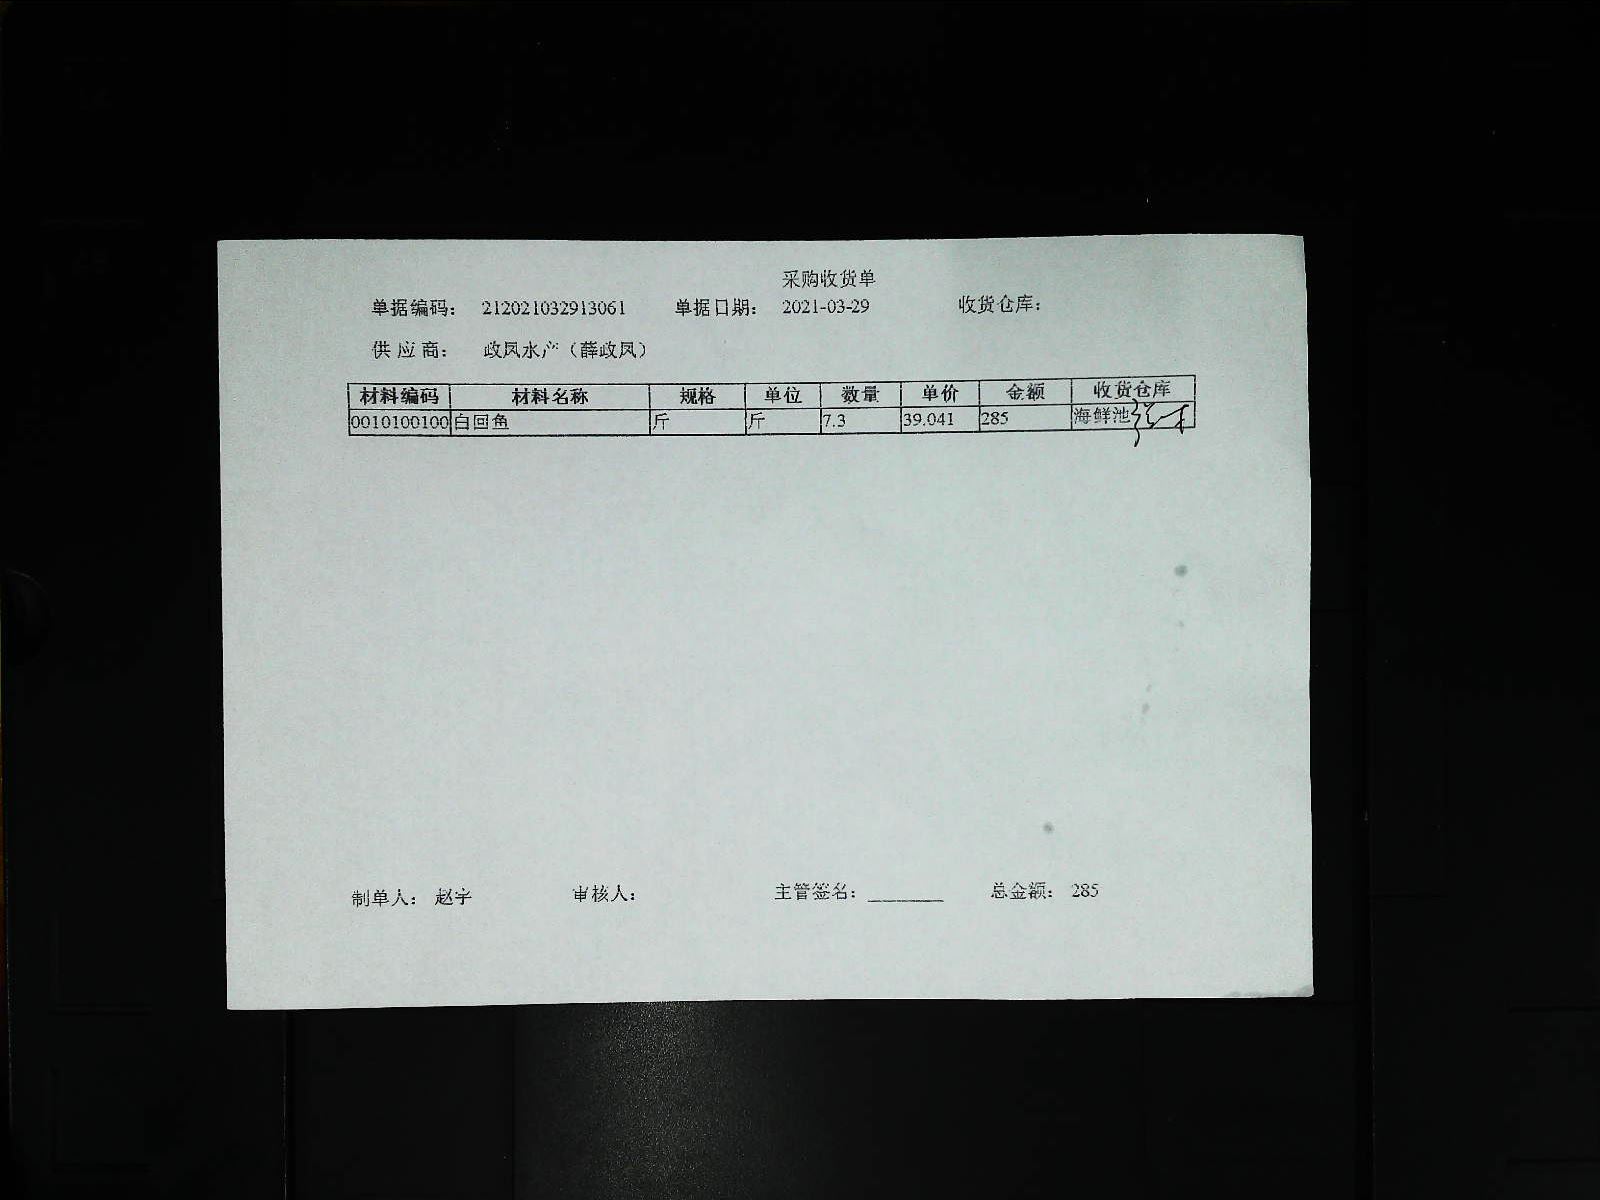 采购收货单
单据编码： 212021032913061 单据日期： 2021-03-29 收货仓库：
供 应 商： 政凤水产（薛政凤）
材料编码 材料名称 规格 单位 数量 单价 金额 收货仓库
0010100100 白回鱼 斤 斤 7.3 39.041 285 海鲜池
制单人： 赵宇 审核人： 主管签名： _______ 总金额： 285